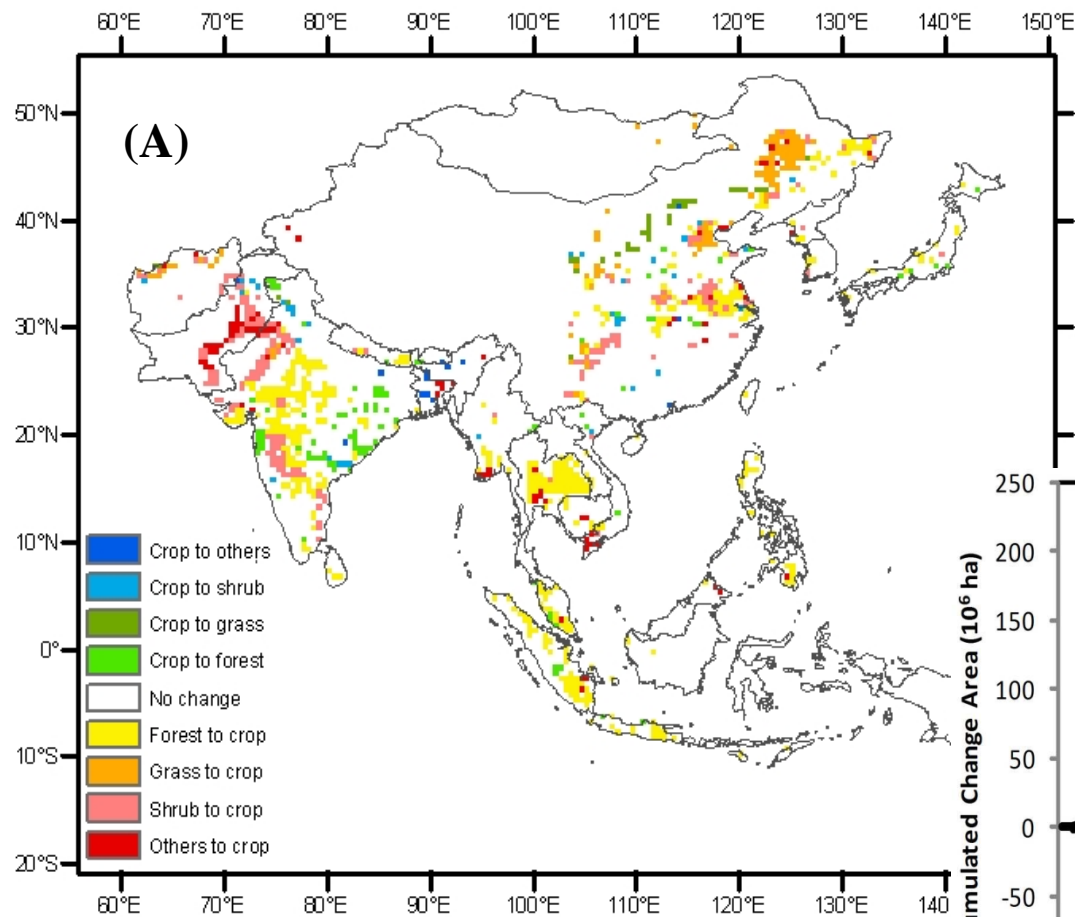 60°E 70°E 80°E 90°E 100°E 110°E 120°E 130°E 140°E 150°E
50°N
(A)
40°N
30°N
20°N
10°N
0°
10°S
20°S
Crop to others
Crop to shrub
Crop to grass
Crop to forest
No change
Forest to crop
Grass to crop
Shrub to crop
Others to crop
60°E 70°E 80°E 90°E 100°E 110°E 120°E 130°E 140
250
200
150
100
50
0
-50
umulated Change Area (10⁶ ha)